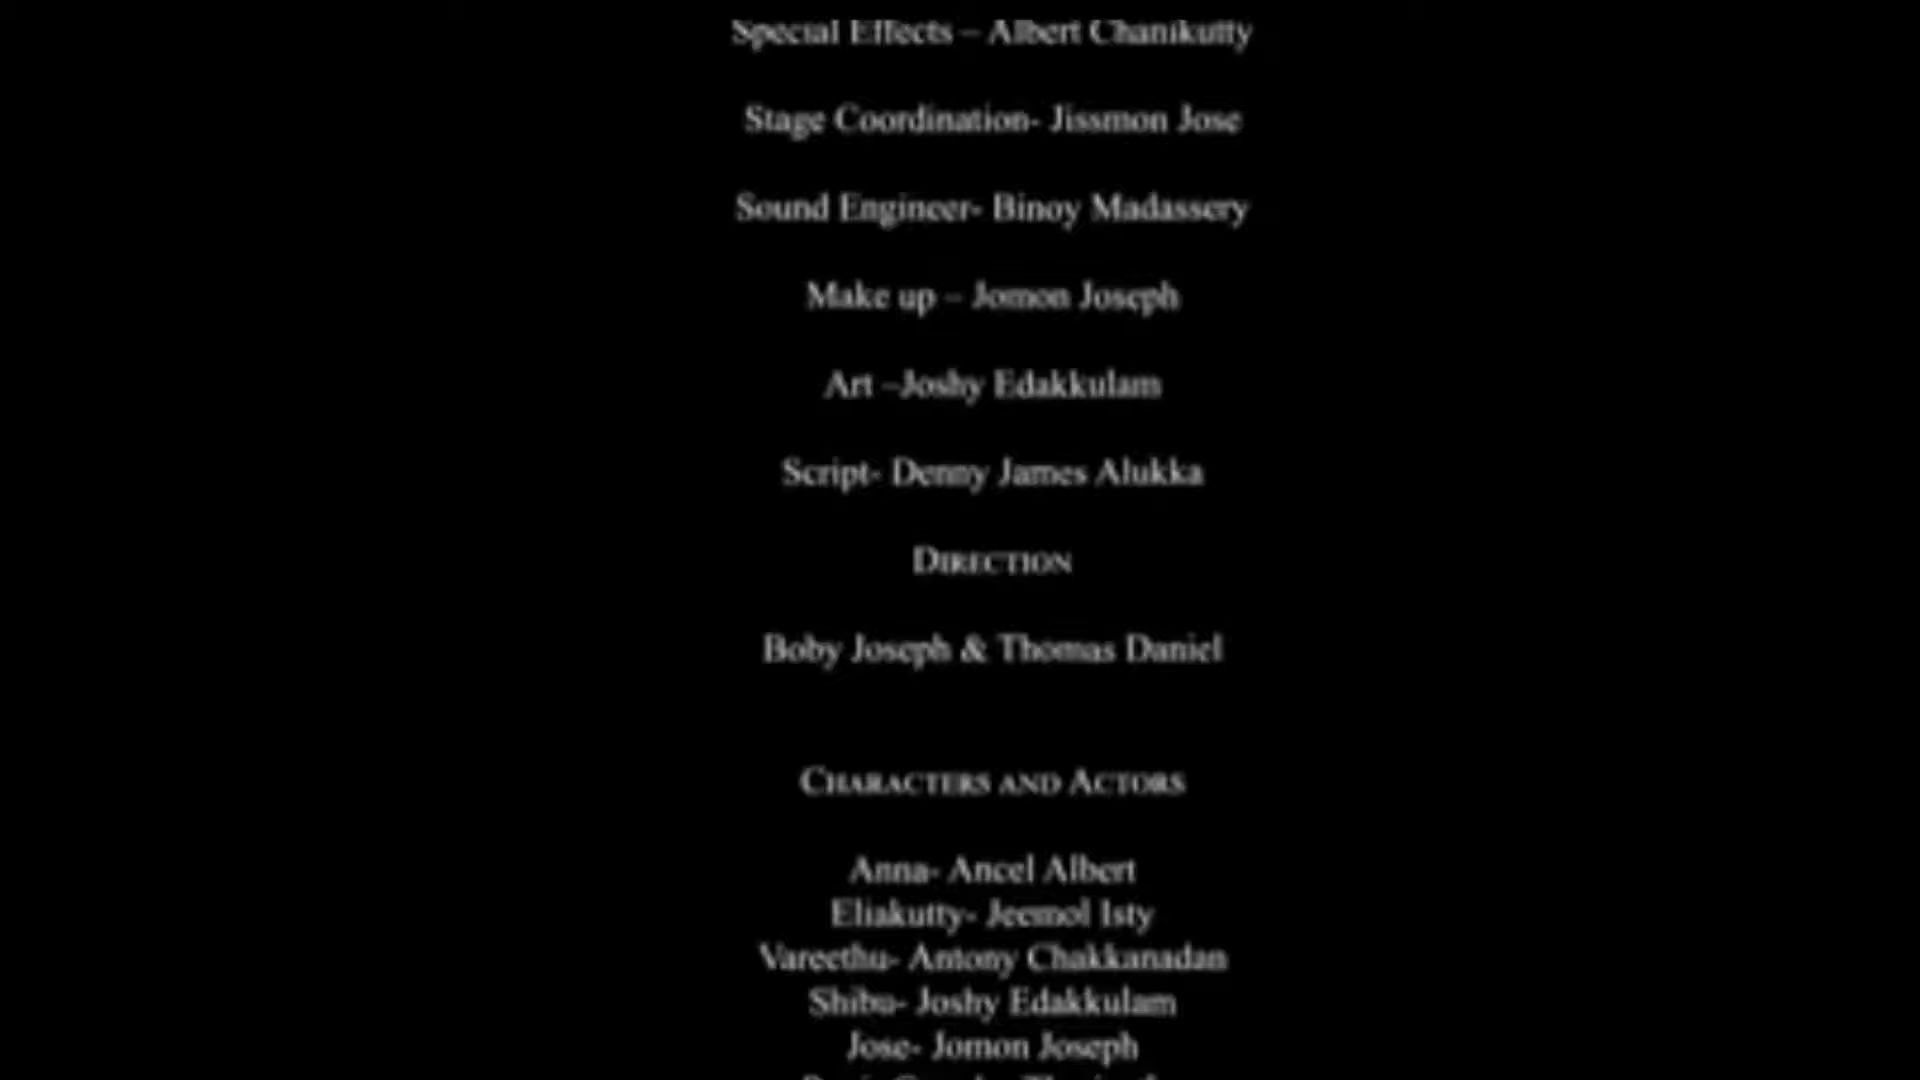 Special Effects – Albert Chanikutty
Stage Coordination- Jissmon Jose
Sound Engineer- Binoy Madassery
Make up – Jomon Joseph
Art –Joshy Edakkulam
Script- Denny James Alukka
DIRECTION
Boby Joseph & Thomas Daniel
CHARACTERS AND ACTORS
Anna- Ancel Albert
Eliakutty- Jeemol Isty
Vareethu- Antony Chakkanadan
Shibu- Joshy Edakkulam
Jose- Jomon Joseph